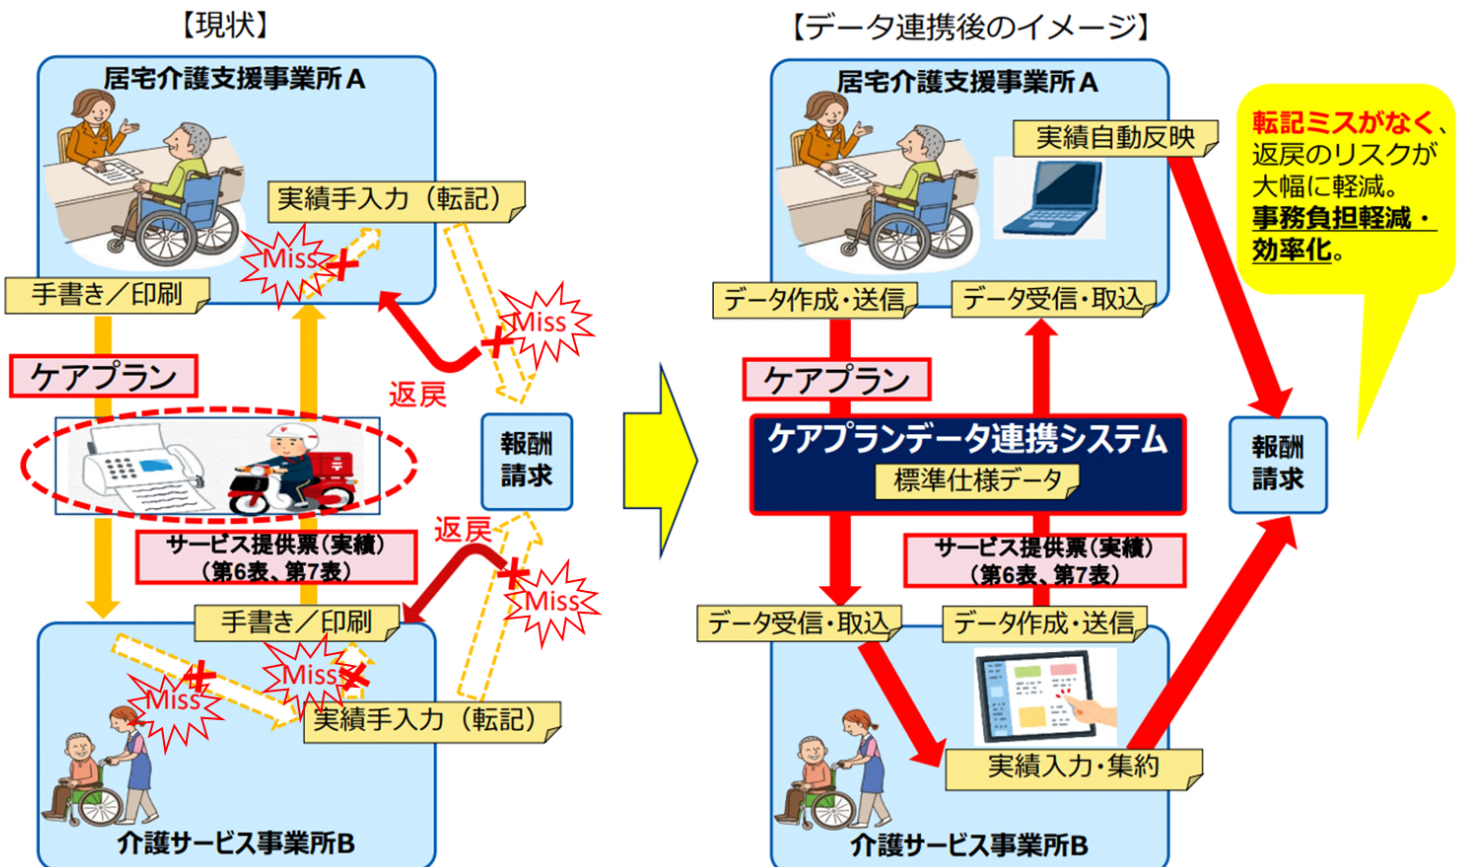 【現状】
居宅介護支援事業所A
実績手入力（転記）
Miss
手書き／印刷
Miss
ケアプラン
返戻
報酬
請求
返戻
サービス提供票（実績）
（第6表、第7表）
Miss
手書き／印刷
Miss
Miss
実績手入力（転記）
介護サービス事業所B
【データ連携後のイメージ】
居宅介護支援事業所A
実績自動反映
データ作成・送信
データ受信・取込
ケアプラン
ケアプランデータ連携システム
標準仕様データ
報酬
請求
サービス提供票（実績）
（第6表、第7表）
データ受信・取込
データ作成・送信
実績入力・集約
介護サービス事業所B
転記ミスがなく、
返戻のリスクが
大幅に軽減。
事務負担軽減・
効率化。